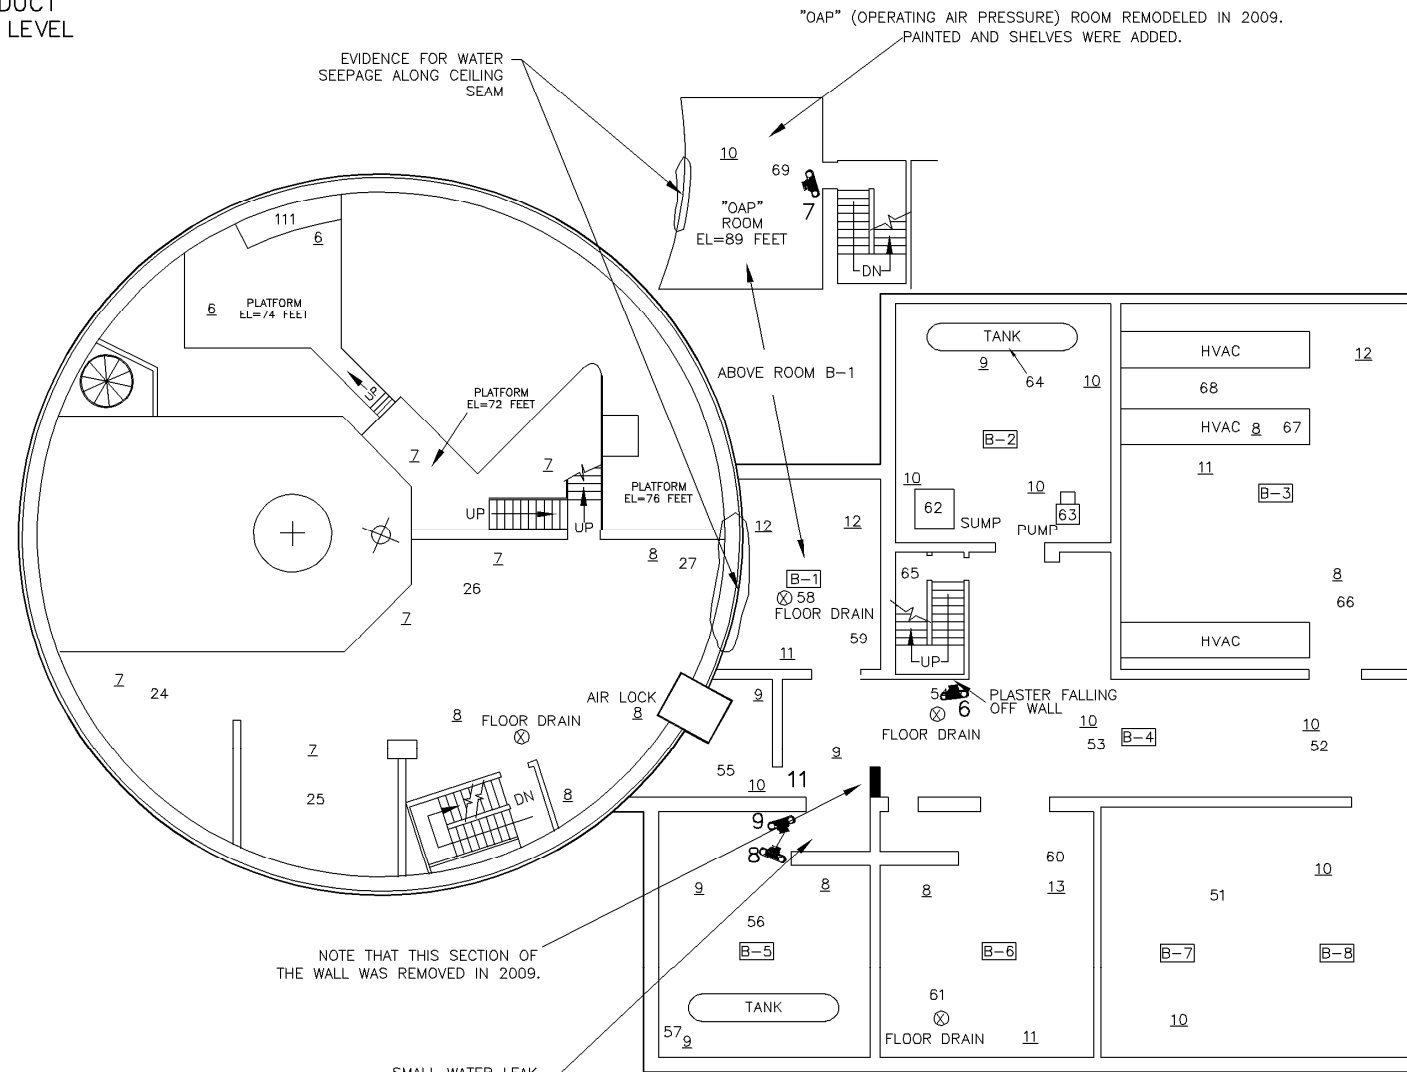 DUCT
LEVEL
"OAP" (OPERATING AIR PRESSURE) ROOM REMODELED IN 2009.
PAINTED AND SHELVES WERE ADDED.
EVIDENCE FOR WATER
SEEPAGE ALONG CEILING
SEAM
10
69
7
"OAP"
ROOM
EL=89 FEET
DN
111
6
6
PLATFORM
EL=74 FEET
UP
PLATFORM
EL=72 FEET
ABOVE ROOM B-1
TANK
9
64
10
HVAC
12
68
HVAC 8 67
B-2
11
7
7
PLATFORM
EL=76 FEET
10
62
SUMP
10
63
PUMP
B-3
UP
UP
12
12
7
8
27
26
B-1
58
FLOOR DRAIN
65
8
66
7
59
11
UP
HVAC
7
24
AIR LOCK
8
9
6
PLASTER FALLING
OFF WALL
8
FLOOR DRAIN
FLOOR DRAIN
10
53
B-4
10
52
7
9
55
10
11
25
DN
8
9
8
60
13
10
9
8
8
51
56
B-5
B-6
B-7
B-8
NOTE THAT THIS SECTION OF
THE WALL WAS REMOVED IN 2009.
TANK
61
57
9
FLOOR DRAIN
11
10
SMALL WATER LEAK